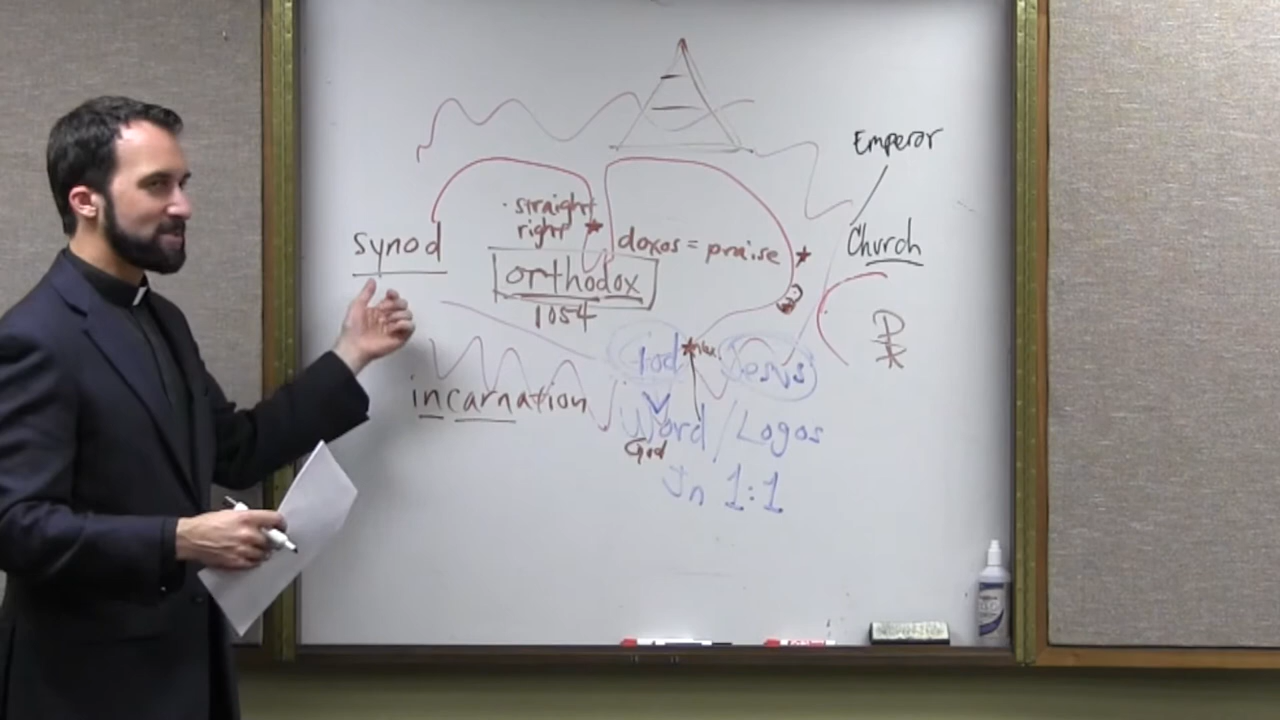 Emperor
straight
right
synod
doxos = praise
Church
orthodox
1054
God
Jesus
incarnation
Word / Logos
God
Jn 1:1